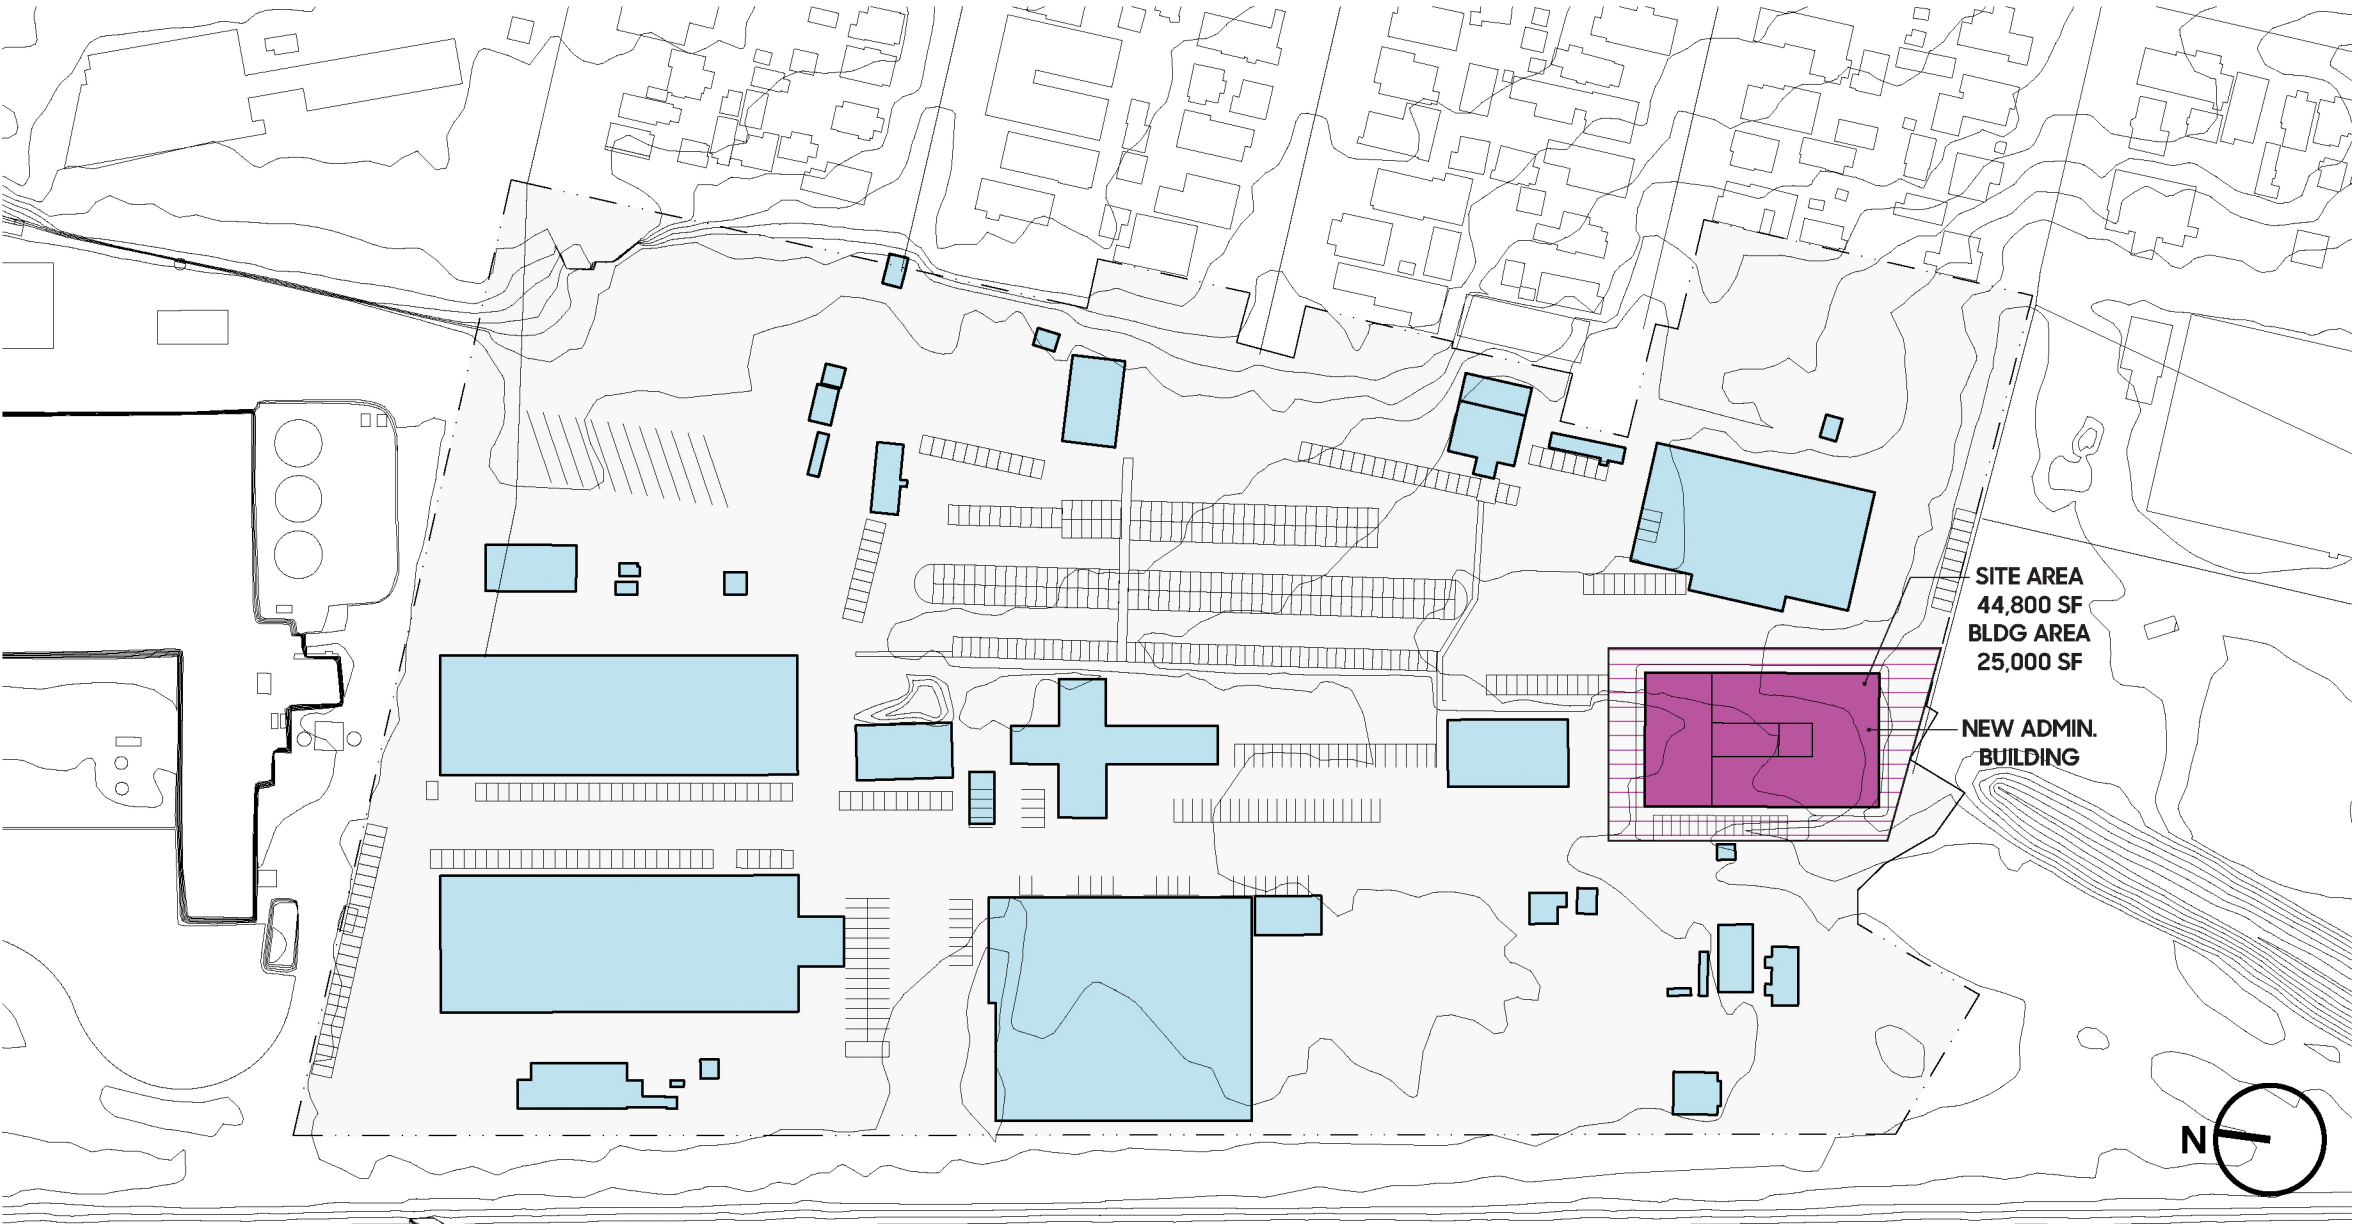 SITE AREA
44,800 SF
BLDG AREA
25,000 SF
NEW ADMIN.
BUILDING
N